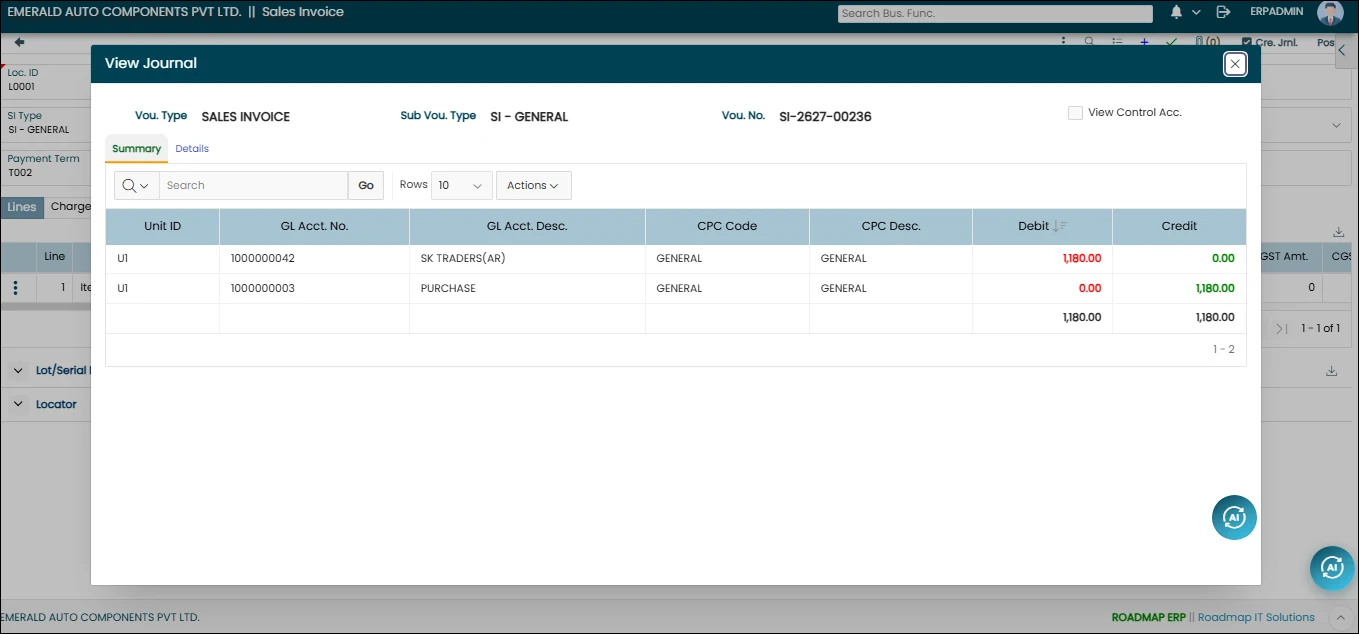 EMERALD AUTO COMPONENTS PVT LTD. || Sales Invoice
Search Bus. Func.
ERPADMIN
(0)
Cre. Jrnl.
Pos
View Journal
Loc. ID
L0001
SI Type
SI - GENERAL
Payment Term
T002
Lines
Charge
Line
1
Ite
Lot/Serial
Locator
Vou. Type SALES INVOICE Sub Vou. Type SI - GENERAL Vou. No. SI-2627-00236
View Control Acc.
Summary Details
Search Go Rows 10 Actions
Unit ID GL Acct. No. GL Acct. Desc. CPC Code CPC Desc. Debit Credit
U1 1000000042 SK TRADERS(AR) GENERAL GENERAL 1,180.00 0.00
U1 1000000003 PURCHASE GENERAL GENERAL 0.00 1,180.00
1,180.00 1,180.00
1 - 2
GST Amt.
CGS
0
1 - 1 of 1
AI
AI
EMERALD AUTO COMPONENTS PVT LTD.
ROADMAP ERP || Roadmap IT Solutions